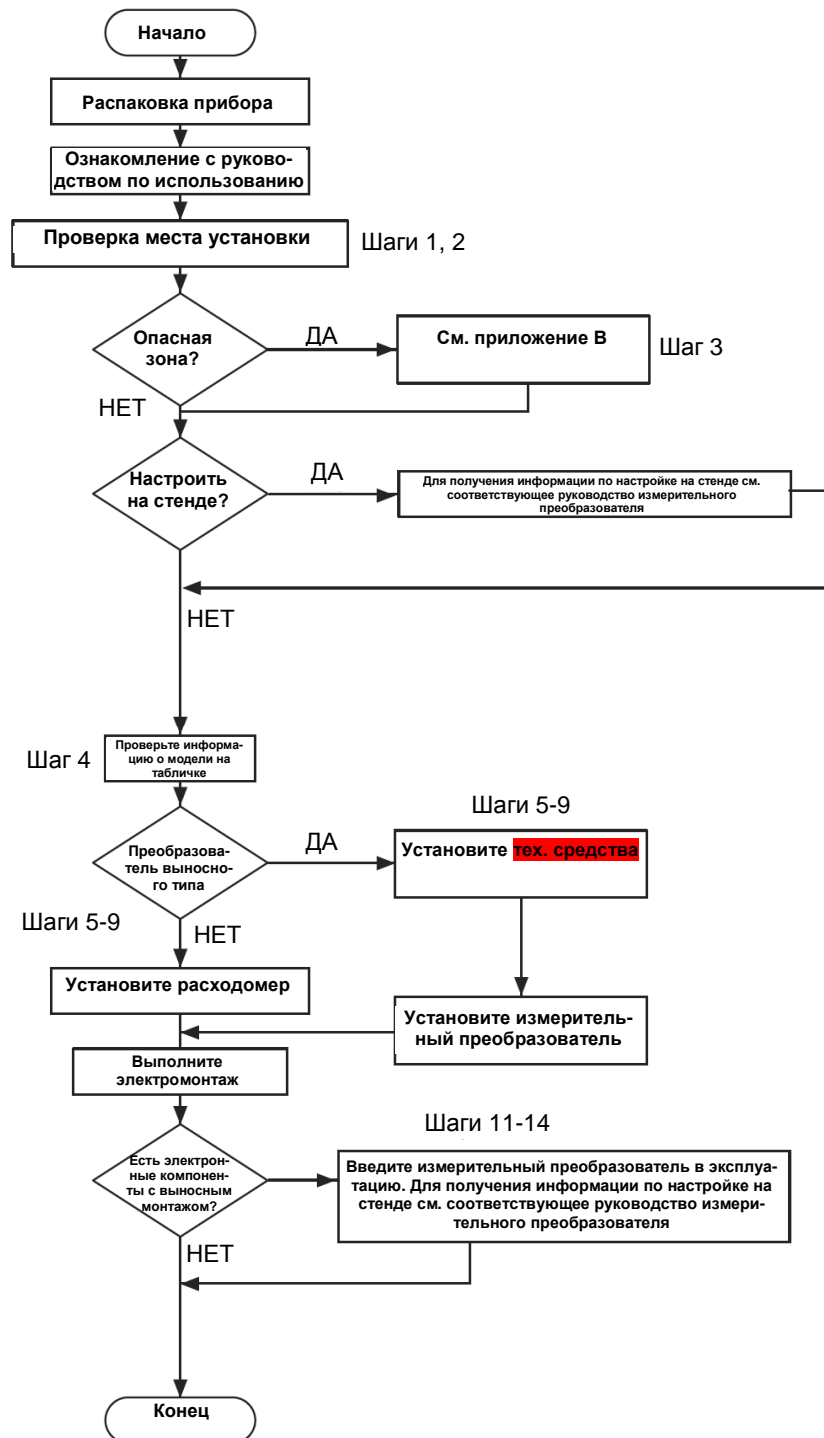 Начало
Распаковка прибора
Ознакомление с руково-
дством по использованию
Проверка места установки
Шаги 1, 2
Опасная
зона?
ДА
См. приложение B
Шаг 3
НЕТ
Настроить
на стенде?
ДА
Для получения информации по настройке на стенде см.
соответствующее руководство измерительного
преобразователя
НЕТ
Шаг 4
Проверьте информа-
цию о модели на
табличке
Преобразова-
тель выносно-
го типа
ДА
Шаги 5-9
Установите тех. средства
Шаги 5-9
НЕТ
Установите расходомер
Установите измеритель-
ный преобразователь
Выполните
электромонтаж
Есть электрон-
ные компонен-
ты с выносным
монтажом?
Шаги 11-14
Введите измерительный преобразователь в эксплуа-
тацию. Для получения информации по настройке на
стенде см. соответствующее руководство измери-
тельного преобразователя
НЕТ
Конец